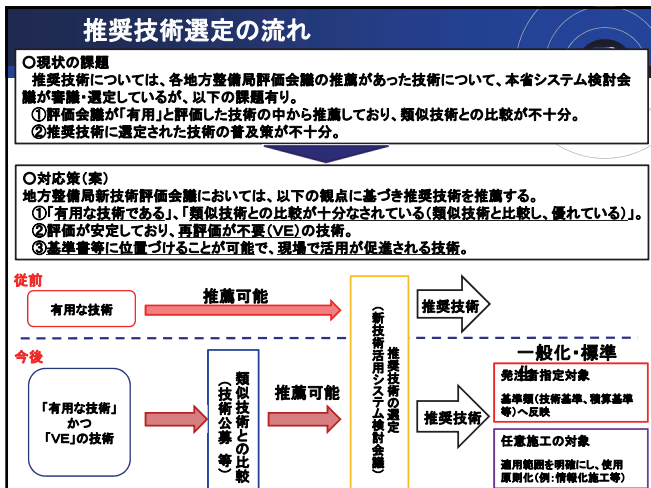 推奨技術選定の流れ
○現状の課題
推奨技術については、各地方整備局評価会議の推薦があった技術について、本省システム検討会
議が審議・選定しているが、以下の課題有り。
①評価会議が「有用」と評価した技術の中から推薦しており、類似技術との比較が不十分。
②推奨技術に選定された技術の普及策が不十分。
○対応策(案)
地方整備局新技術評価会議においては、以下の観点に基づき推奨技術を推薦する。
①「有用な技術である」、「類似技術との比較が十分なされている(類似技術と比較し、優れている)」。
②評価が安定しており、再評価が不要(VE)の技術。
③基準書等に位置づけることが可能で、現場で活用が促進される技術。
従前
有用な技術
推薦可能
推奨技術の選定
(新技術活用システム検討会議)
推奨技術
今後
「有用な技術」
かつ
「VE」の技術
類似技術との比較
(技術公募 等)
推薦可能
推奨技術
一般化・標準
化
発注者指定対象
基準類(技術基準、積算基準
等)へ反映
任意施工の対象
適用範囲を明確にし、使用
原則化(例:情報化施工等)